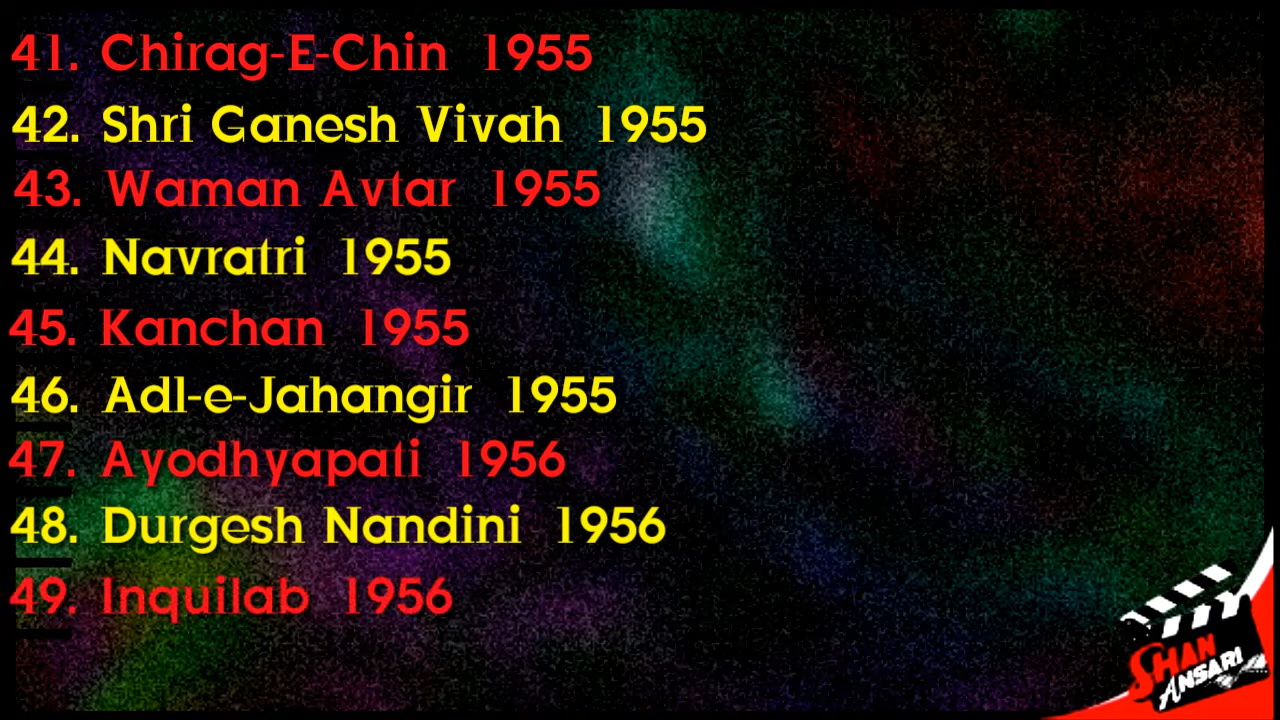 41. Chirag-E-Chin 1955
42. Shri Ganesh Vivah 1955
43. Waman Avtar 1955
44. Navratri 1955
45. Kanchan 1955
46. Adl-e-Jahangir 1955
47. Ayodhyapati 1956
48. Durgesh Nandini 1956
49. Inquilab 1956
SHAN
ANSARI